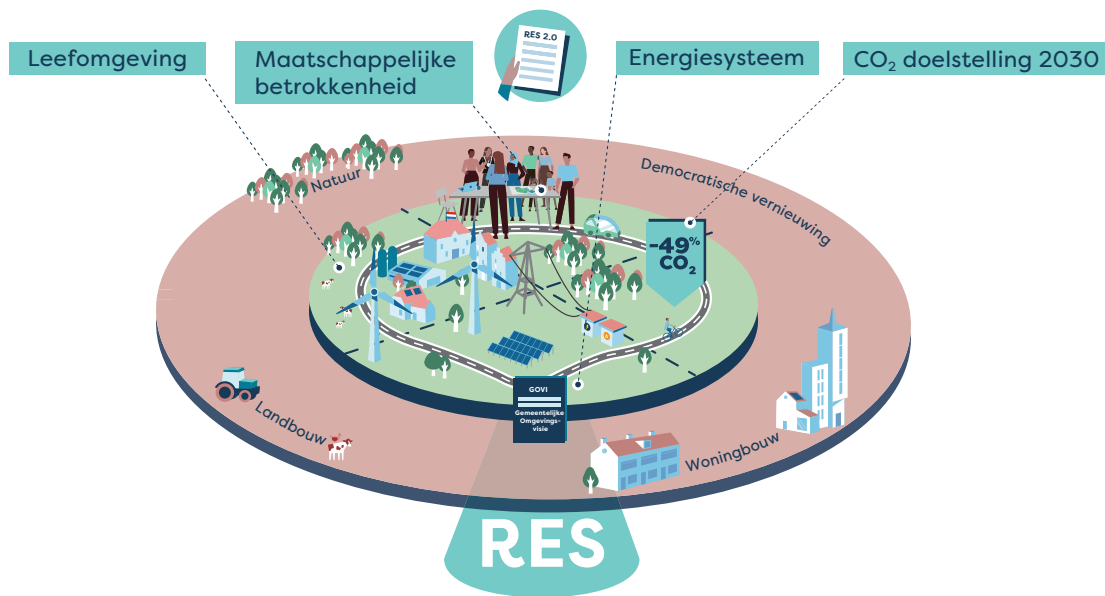 RES 2.0
Leefomgeving
Maatschappelijke
betrokkenheid
Energiesysteem
CO₂ doelstelling 2030
Natuur
Democratische vernieuwing
-49%
CO₂
GOVI
Gemeentelijke
Omgevings-
visie
Landbouw
Woningbouw
RES